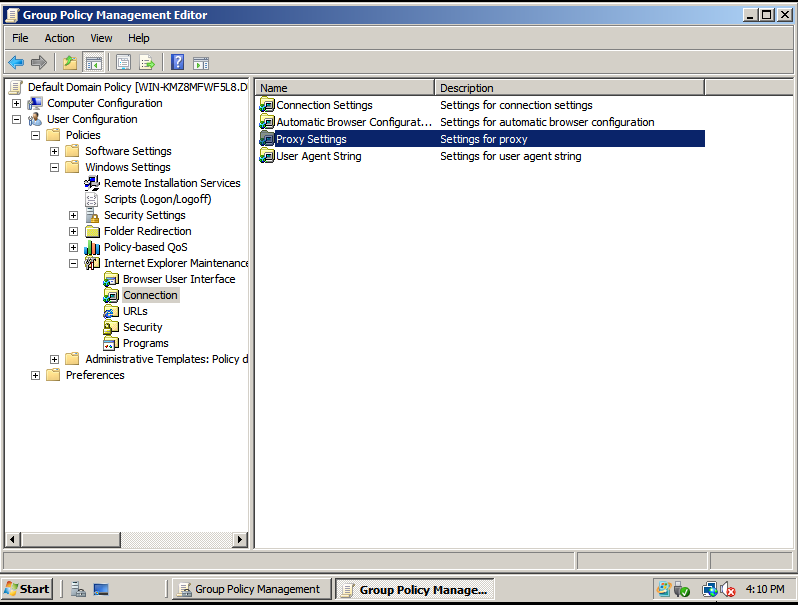 Group Policy Management Editor
File Action View Help
Default Domain Policy [WIN-KMZ8MFWF5L8.D
Computer Configuration
User Configuration
Policies
Software Settings
Windows Settings
Remote Installation Services
Scripts (Logon/Logoff)
Security Settings
Folder Redirection
Policy-based QoS
Internet Explorer Maintenance
Browser User Interface
Connection
URLs
Security
Programs
Administrative Templates: Policy d
Preferences
Name Description
Connection Settings Settings for connection settings
Automatic Browser Configurat... Settings for automatic browser configuration
Proxy Settings Settings for proxy
User Agent String Settings for user agent string
Start Group Policy Management Group Policy Manage... 4:10 PM